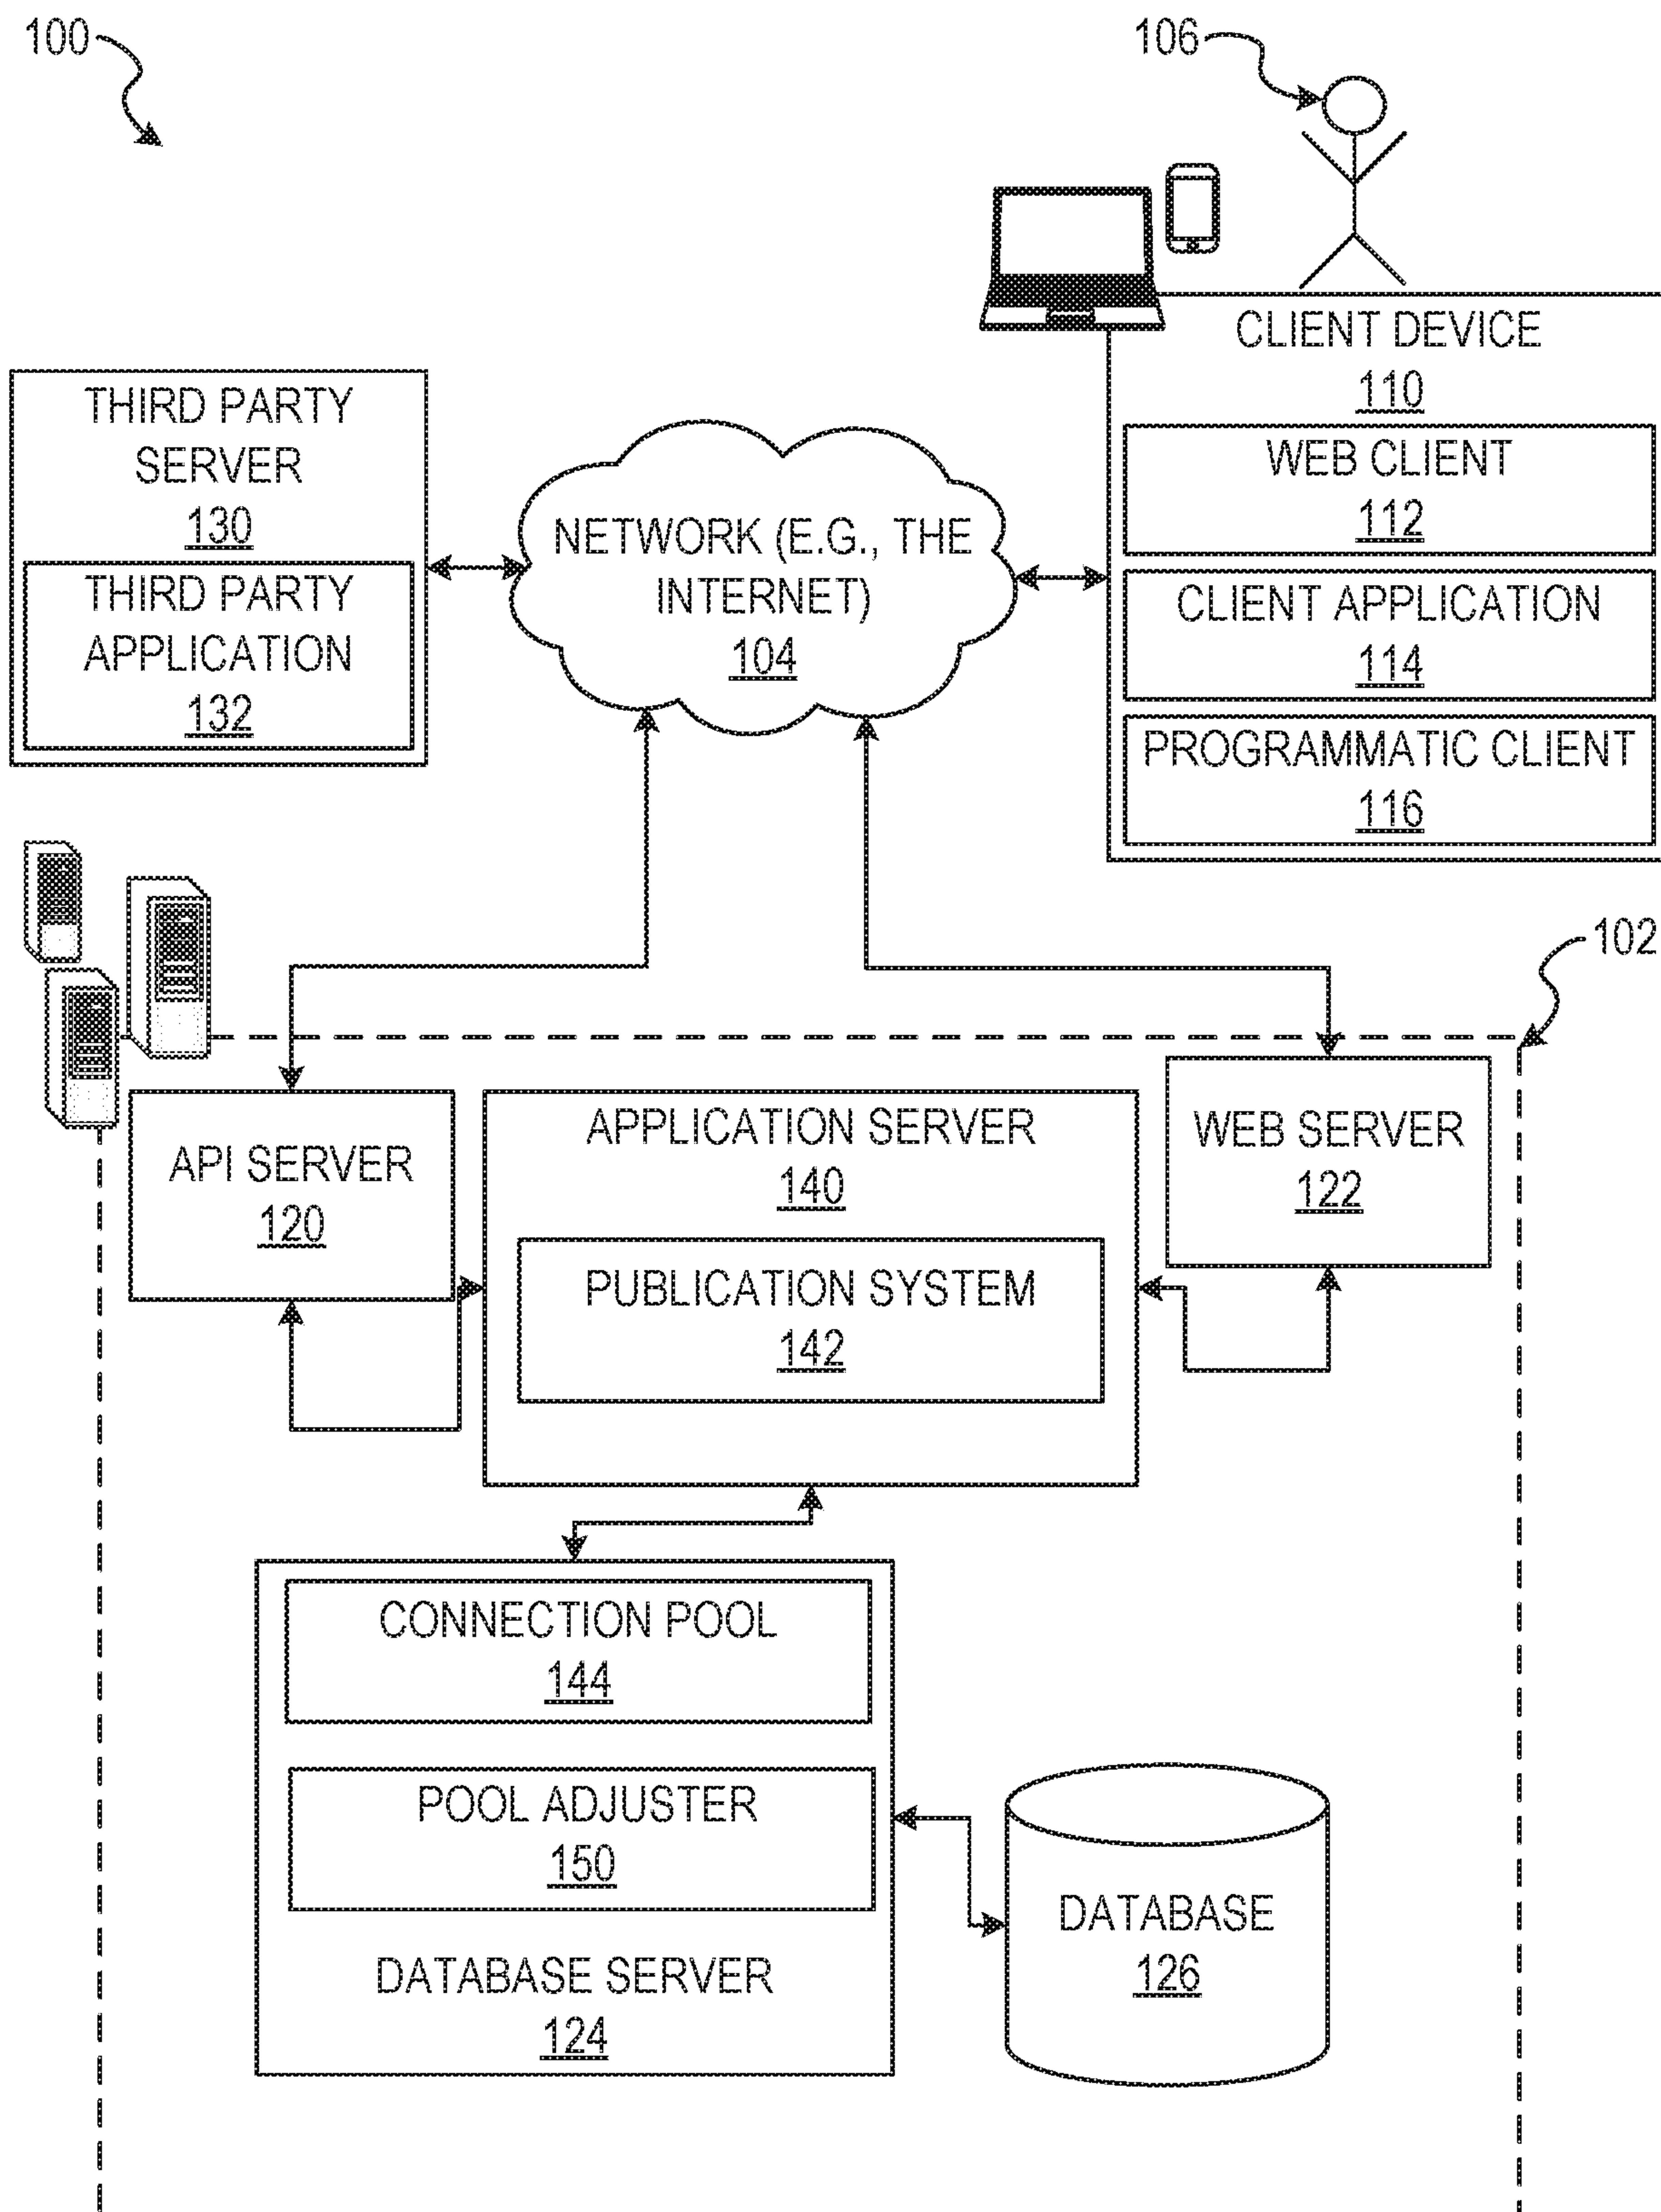 100
106
CLIENT DEVICE
110
WEB CLIENT
112
CLIENT APPLICATION
114
PROGRAMMATIC CLIENT
116
THIRD PARTY
SERVER
130
THIRD PARTY
APPLICATION
132
NETWORK (E.G., THE
INTERNET)
104
102
API SERVER
120
APPLICATION SERVER
140
PUBLICATION SYSTEM
142
WEB SERVER
122
CONNECTION POOL
144
POOL ADJUSTER
150
DATABASE SERVER
124
DATABASE
126